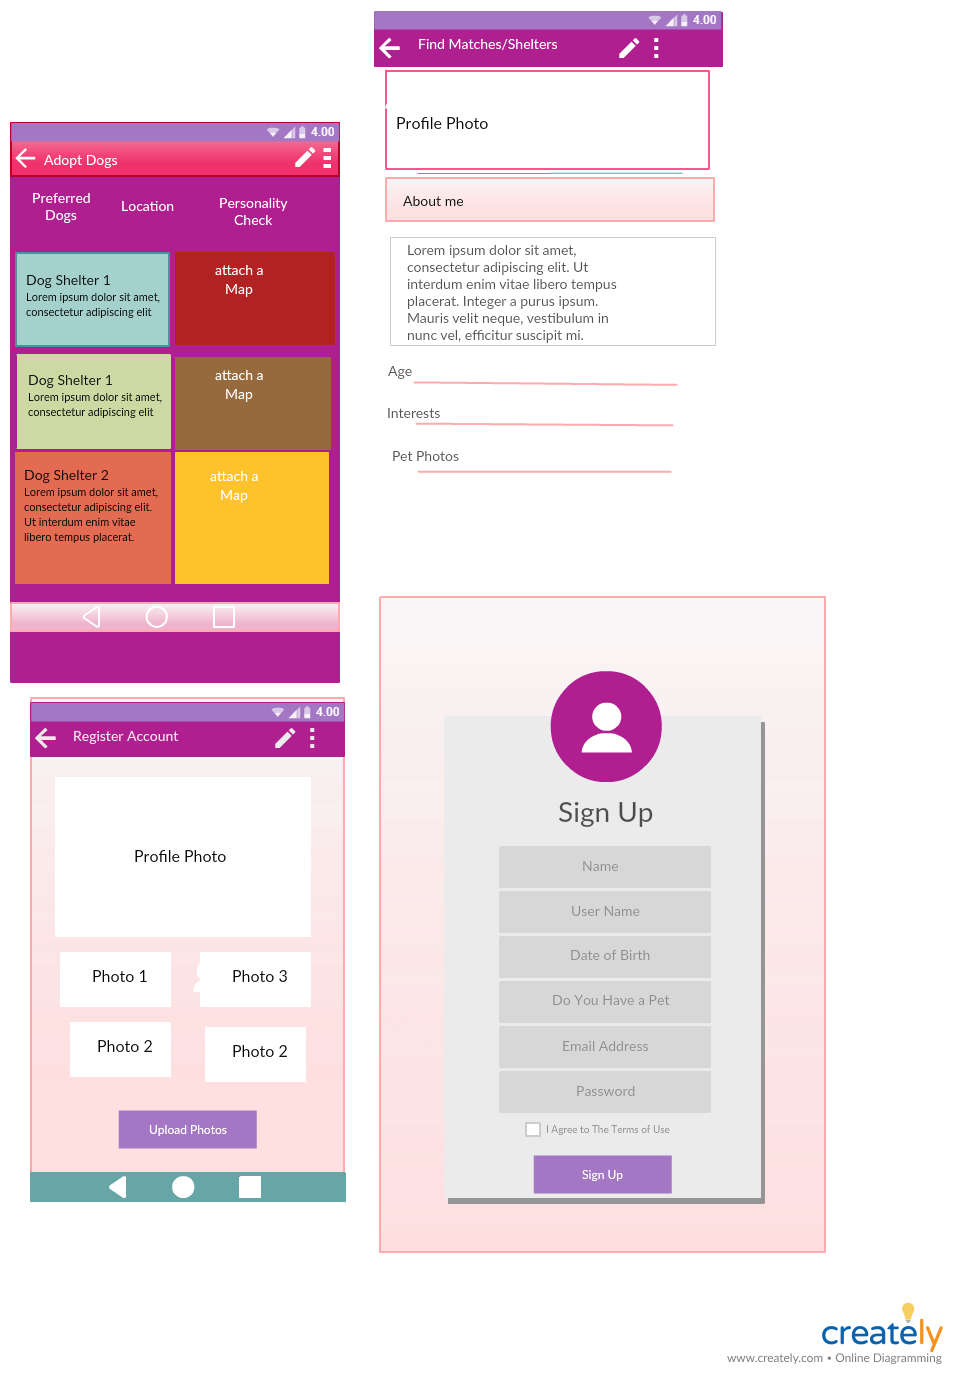 4.00
Find Matches/Shelters
Profile Photo
About me
Lorem ipsum dolor sit amet,
consectetur adipiscing elit. Ut
interdum enim vitae libero tempus
placerat. Integer a purus ipsum.
Mauris velit neque, vestibulum in
nunc vel, efficitur suscipit mi.
Age
Interests
Pet Photos
4.00
Adopt Dogs
Preferred
Dogs
Location
Personality
Check
Dog Shelter 1
Lorem ipsum dolor sit amet,
consectetur adipiscing elit
attach a
Map
Dog Shelter 1
Lorem ipsum dolor sit amet,
consectetur adipiscing elit
attach a
Map
Dog Shelter 2
Lorem ipsum dolor sit amet,
consectetur adipiscing elit.
Ut interdum enim vitae
libero tempus placerat.
attach a
Map
4.00
Register Account
Profile Photo
Photo 1
Photo 3
Photo 2
Photo 2
Upload Photos
Sign Up
Name
User Name
Date of Birth
Do You Have a Pet
Email Address
Password
I Agree to The Terms of Use
Sign Up
creately
www.creately.com • Online Diagramming